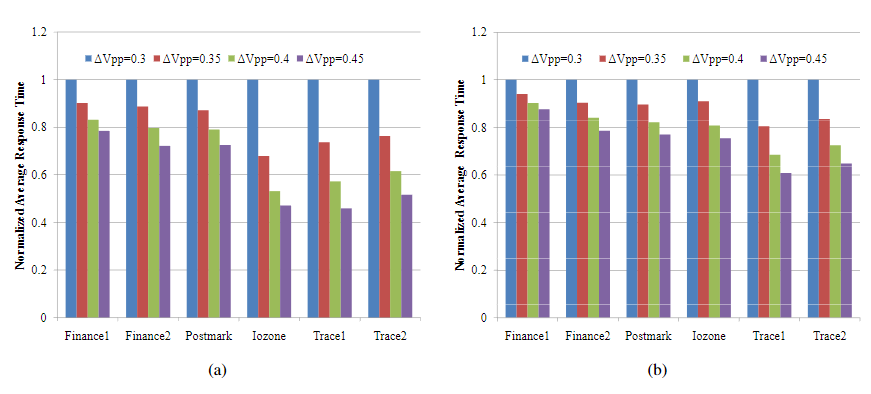 1.2
ΔVpp=0.3 ΔVpp=0.35 ΔVpp=0.4 ΔVpp=0.45
1
0.8
0.6
0.4
0.2
0
Normalized Average Response Time
Finance1 Finance2 Postmark Iozone Trace1 Trace2
(a)
1.2
ΔVpp=0.3 ΔVpp=0.35 ΔVpp=0.4 ΔVpp=0.45
1
0.8
0.6
0.4
0.2
0
Normalized Average Response Time
Finance1 Finance2 Postmark Iozone Trace1 Trace2
(b)